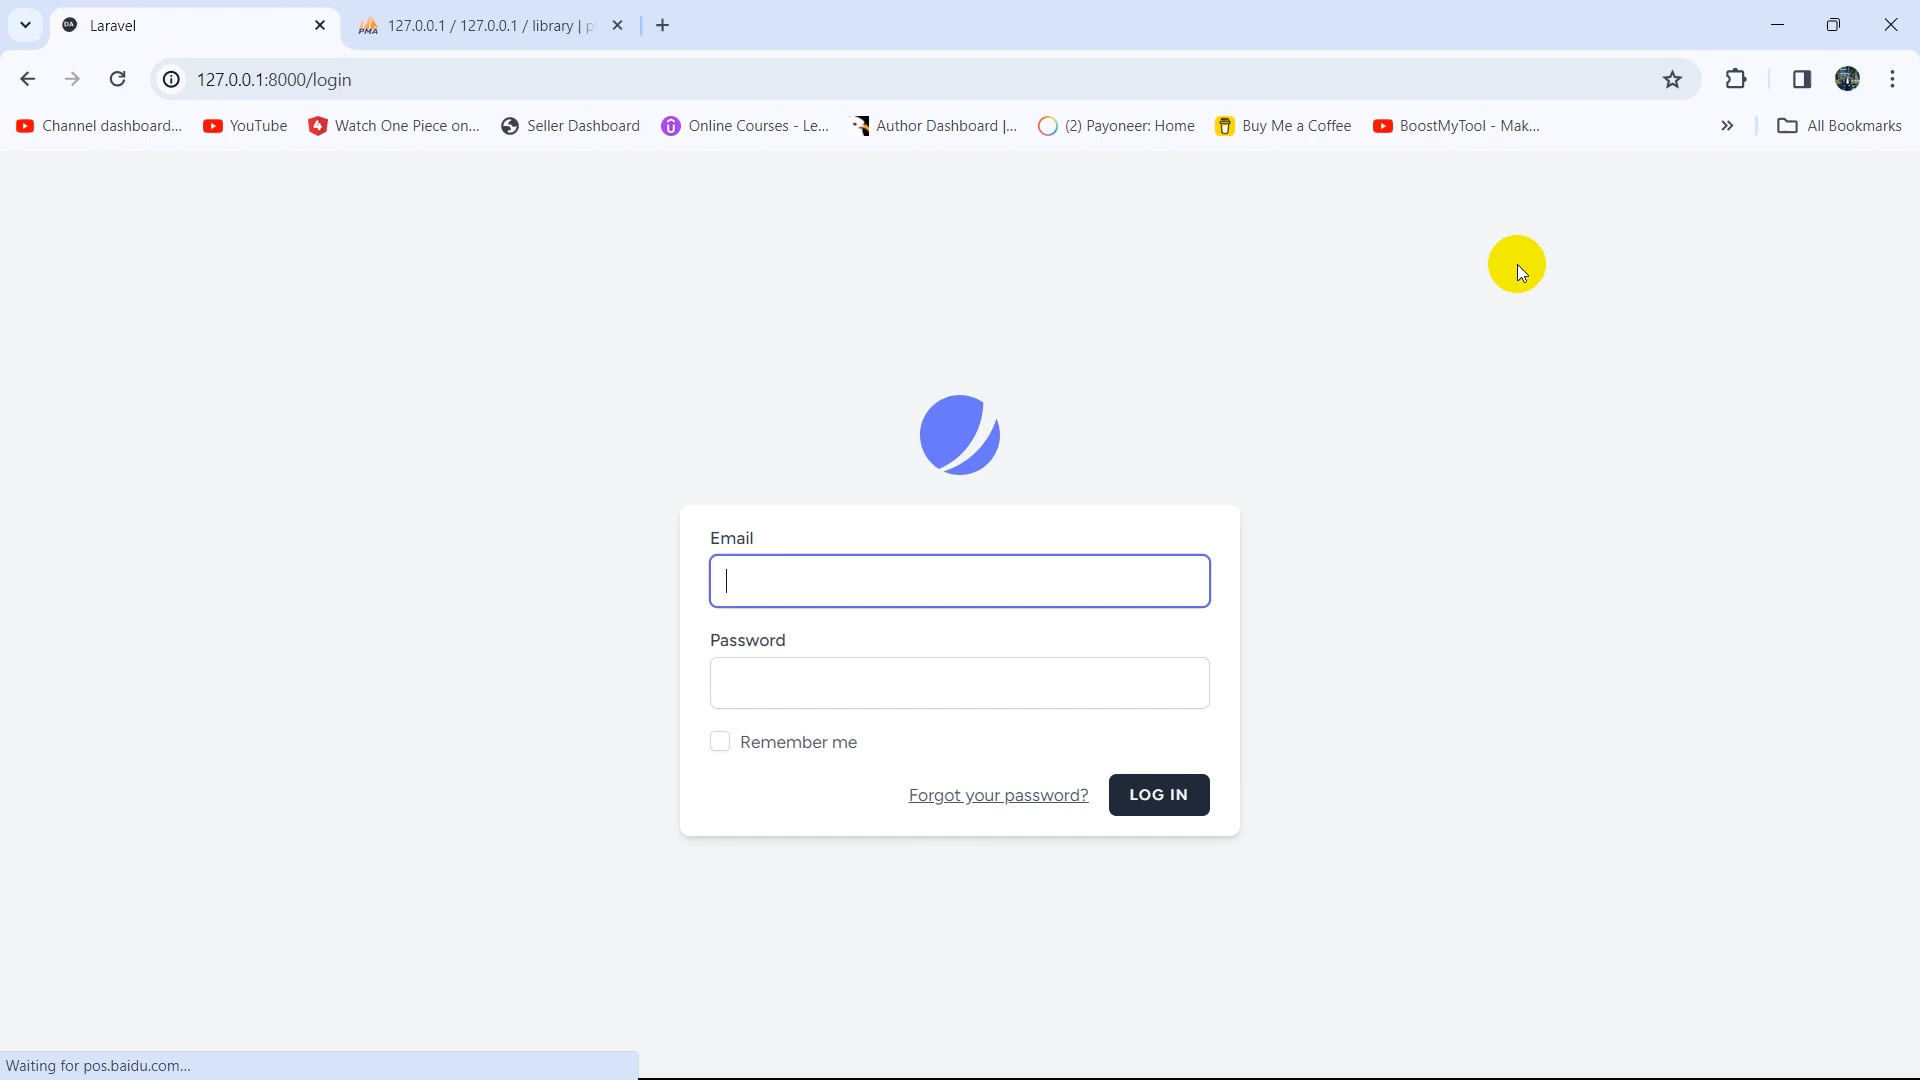 Laravel
127.0.0.1 / 127.0.0.1 / library | p
127.0.0.1:8000/login
Channel dashboard...
YouTube
Watch One Piece on...
Seller Dashboard
Online Courses - Le...
Author Dashboard |...
(2) Payoneer: Home
Buy Me a Coffee
BoostMyTool - Mak...
All Bookmarks
Email
Password
Remember me
Forgot your password?
LOG IN
Waiting for pos.baidu.com...